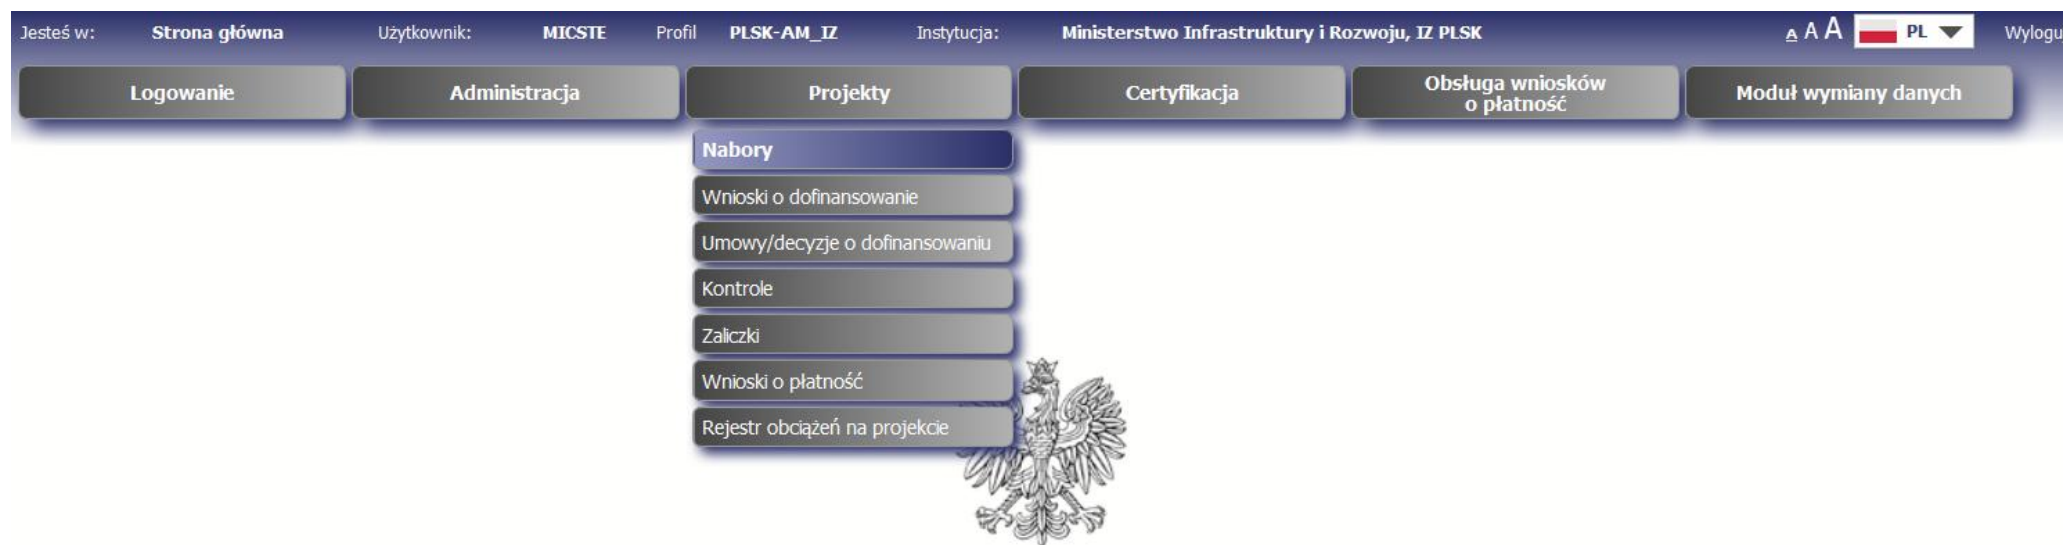 Jesteś w: Strona główna Użytkownik: MICSTE Profil PLSK-AM_IZ Instytucja: Ministerstwo Infrastruktury i Rozwoju, IZ PLSK A A A PL Wylogu
Logowanie Administracja Projekty Certyfikacja Obsługa wniosków o płatność Moduł wymiany danych
Nabory
Wnioski o dofinansowanie
Umowy/decyzje o dofinansowaniu
Kontrole
Zaliczki
Wnioski o płatność
Rejestr obciążeń na projekcie